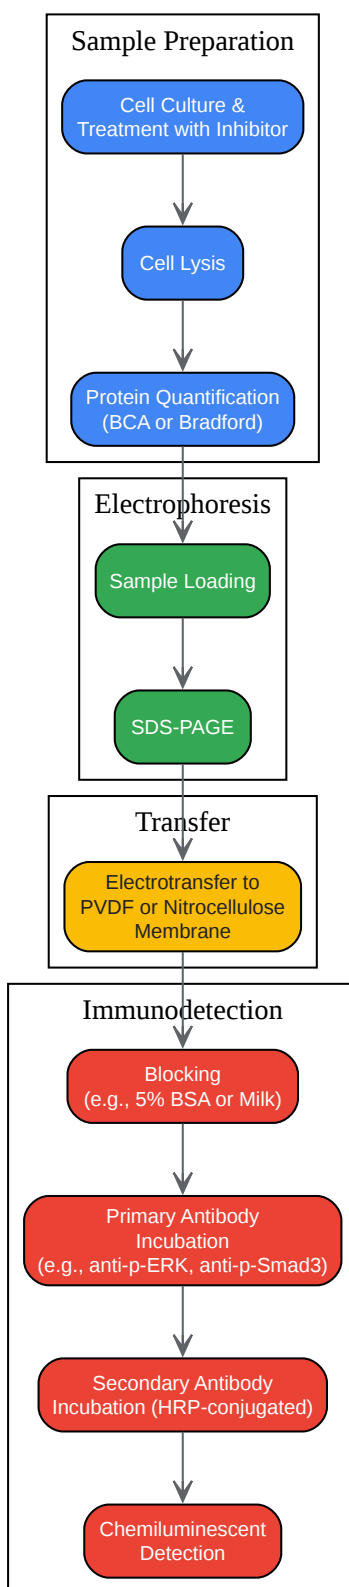 Sample Preparation
Cell Culture &
Treatment with Inhibitor
Cell Lysis
Protein Quantification
(BCA or Bradford)
Electrophoresis
Sample Loading
SDS-PAGE
Transfer
Electrotransfer to
PVDF or Nitrocellulose
Membrane
Immunodetection
Blocking
(e.g., 5% BSA or Milk)
Primary Antibody
Incubation
(e.g., anti-p-ERK, anti-p-Smad3)
Secondary Antibody
Incubation (HRP-conjugated)
Chemiluminescent
Detection